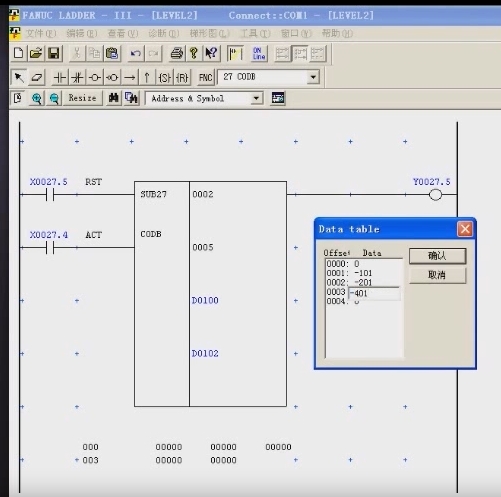 FANUC LADDER - III - [LEVEL2] Connect::COM1 - [LEVEL2]
文件(F) 编辑(E) 查看(V) 诊断(D) 梯形图(L) 工具(T) 窗口(W) 帮助(H)
ON Line
(S) (R) FNC 27 CODB
Resize Address & Symbol
X0027.5 RST Y0027.5
SUB27 0002
X0027.4 ACT CODB
0005
D0100
D0102
Data table
Offset Data
0000: 0
0001: -101
0002: -201
0003 -401
0004:
确认
取消
000 00000 00000 00000
003 00000 00000